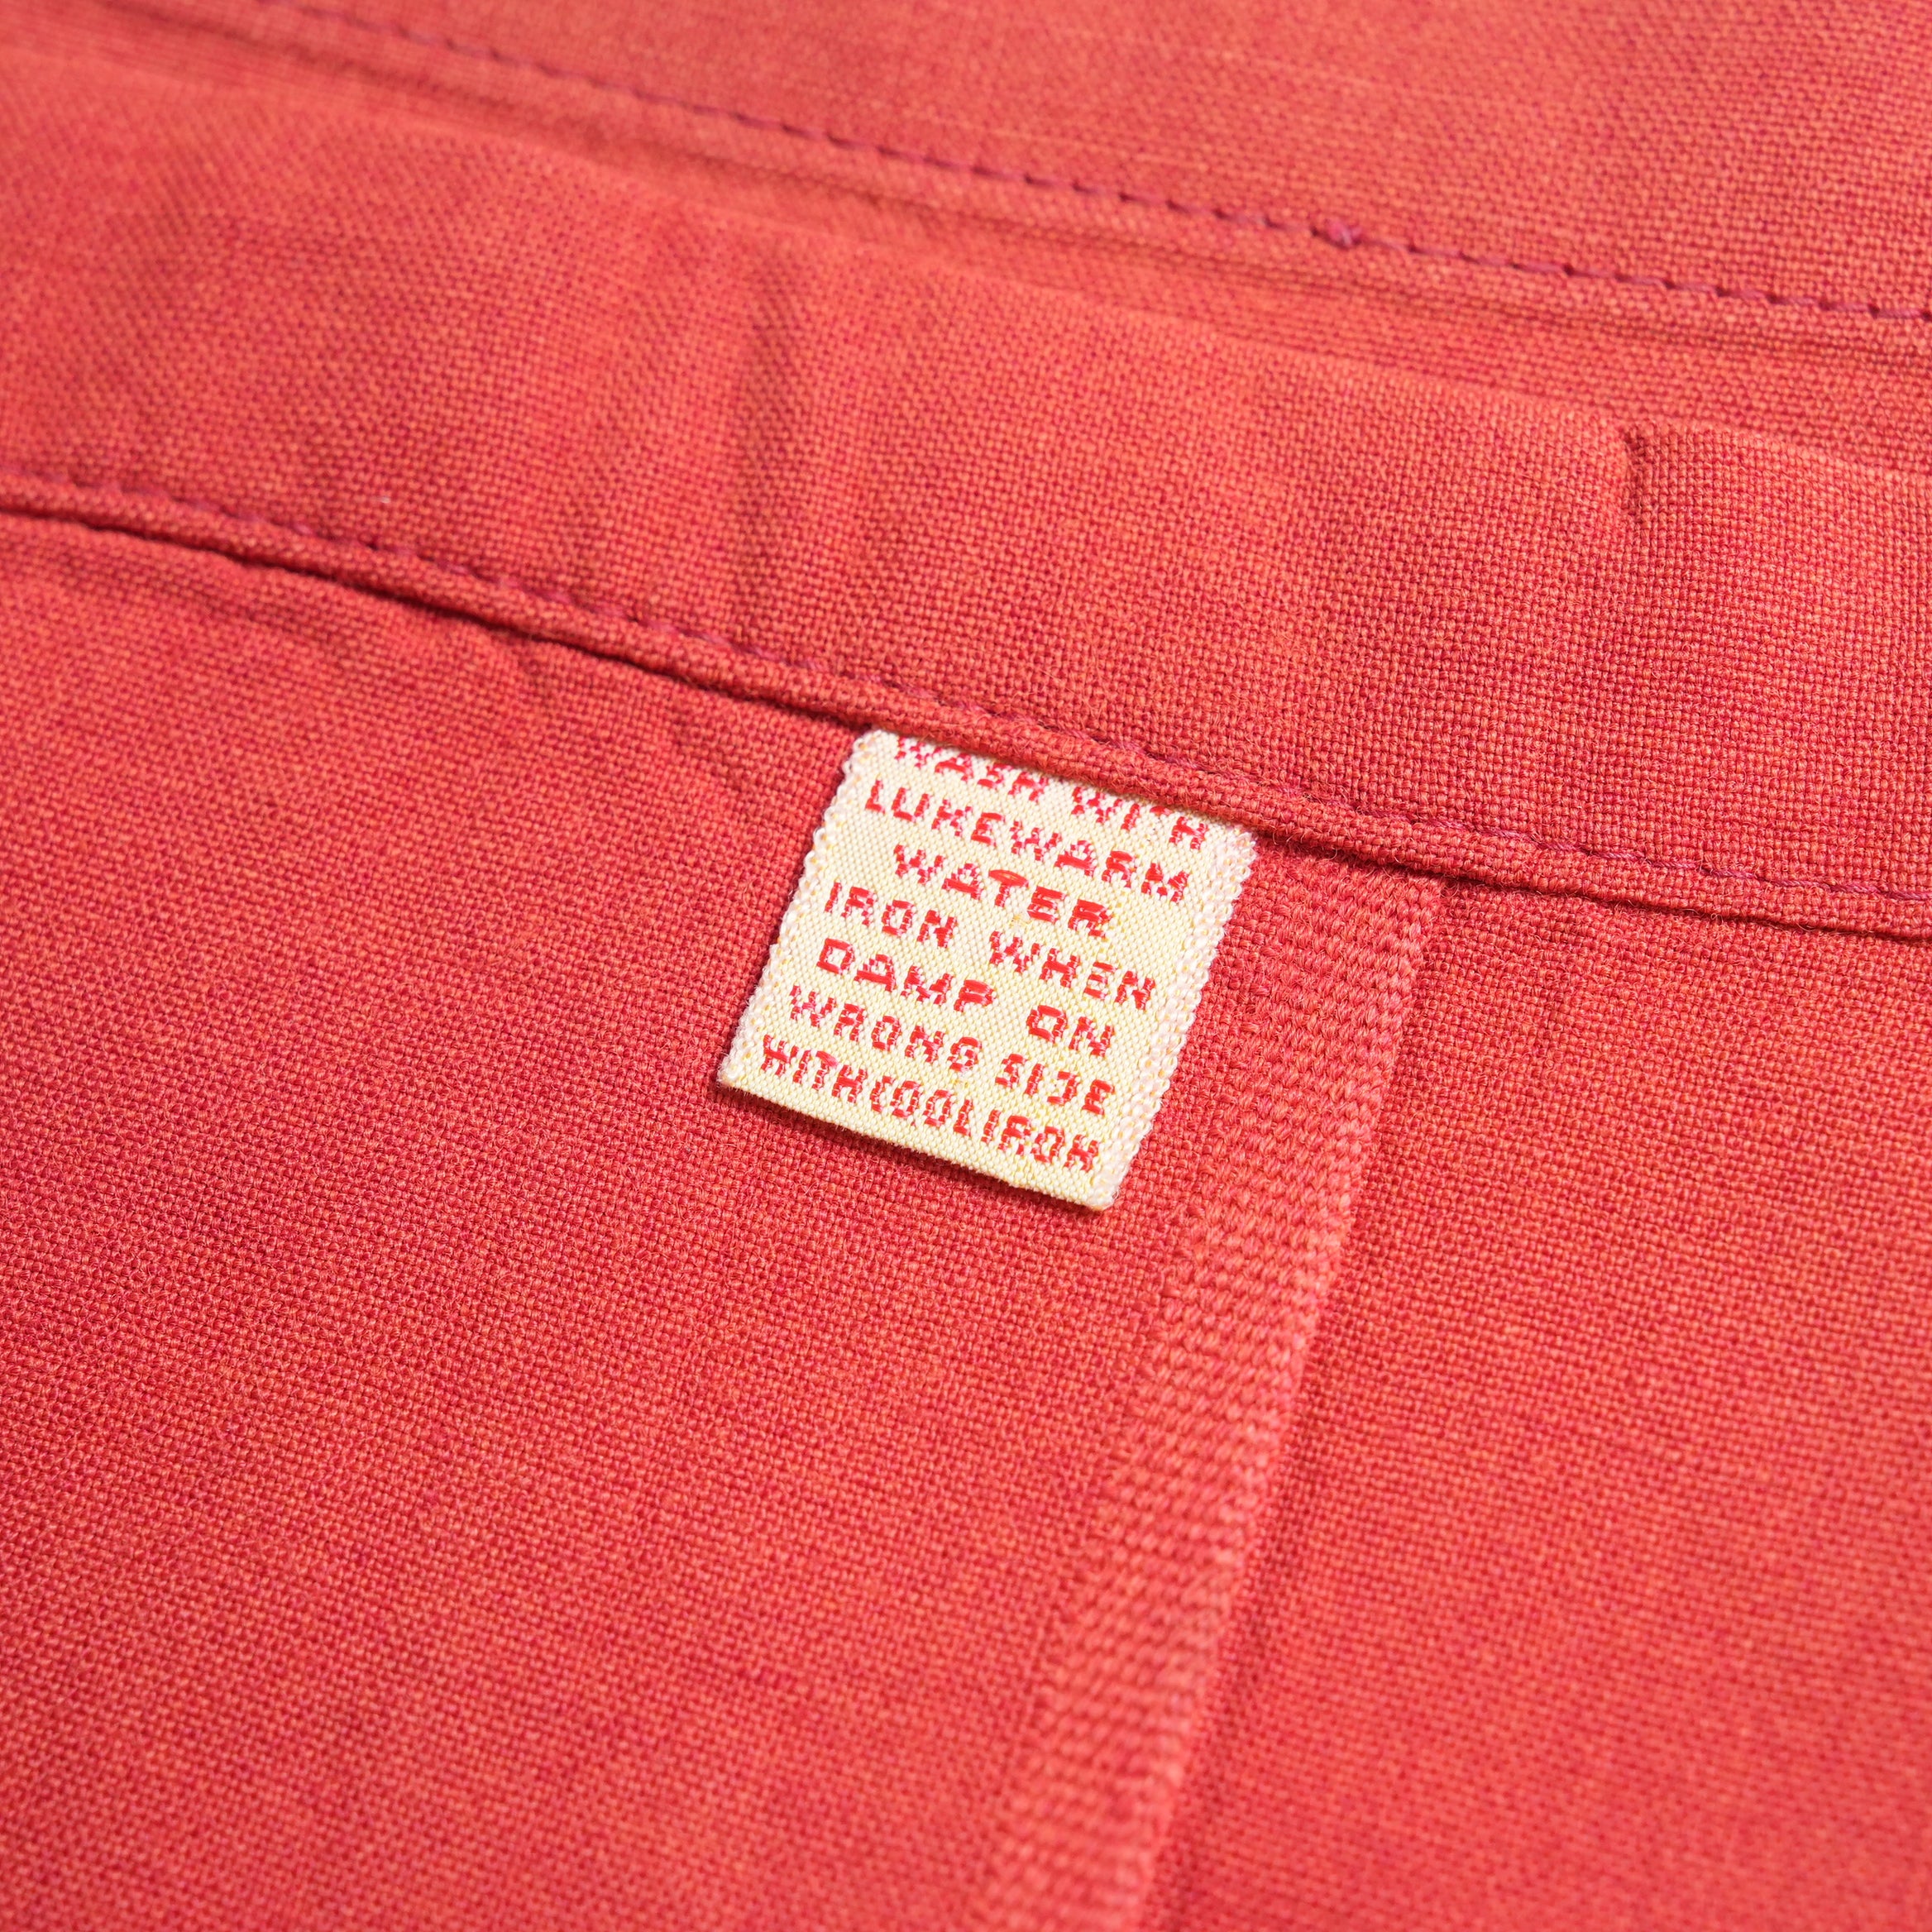 WASH WITH
LUKEWARM
WATER
IRON WHEN
DAMP ON
WRONG SIDE
WITH COOL IRON